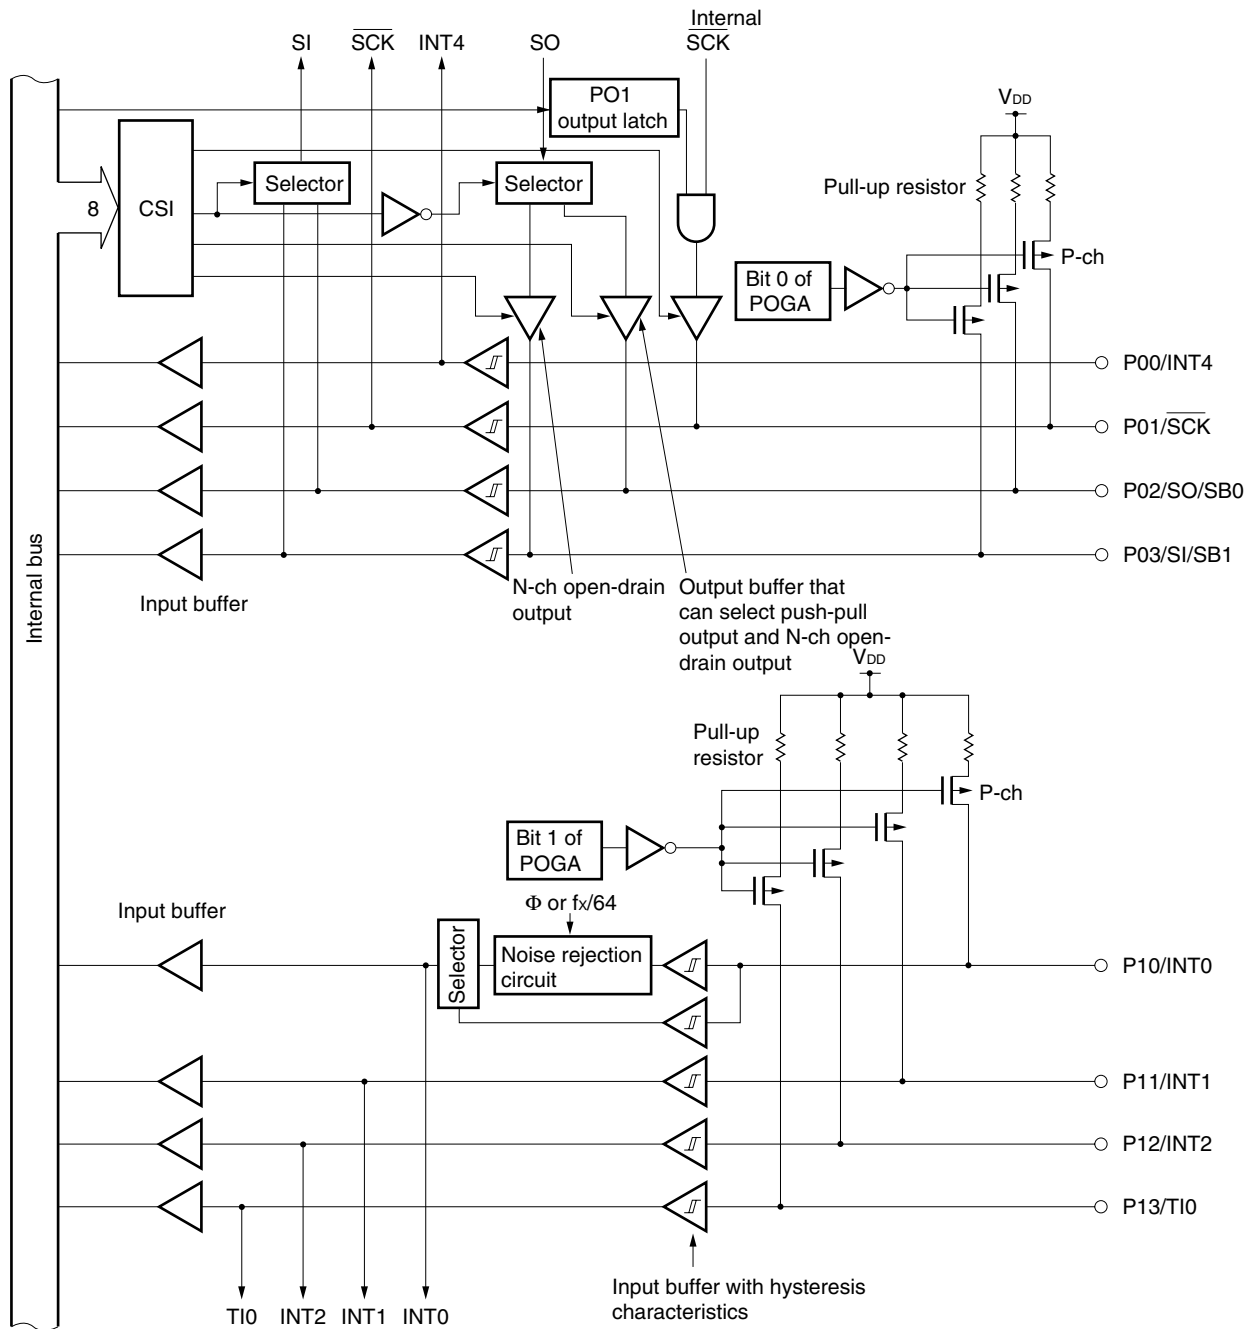 Internal
SI
SCK
INT4
SO
SCK
PO1
output latch
VDD
Selector
Selector
Pull-up resistor
8
CSI
P-ch
Bit 0 of
POGA
P00/INT4
P01/SCK
P02/SO/SB0
P03/SI/SB1
Internal bus
Input buffer
N-ch open-drain
output
Output buffer that
can select push-pull
output and N-ch open-
drain output
VDD
Pull-up
resistor
P-ch
Bit 1 of
POGA
Φ or fx/64
Input buffer
Selector
Noise rejection
circuit
P10/INT0
P11/INT1
P12/INT2
P13/TI0
Input buffer with hysteresis
characteristics
TI0
INT2
INT1
INT0